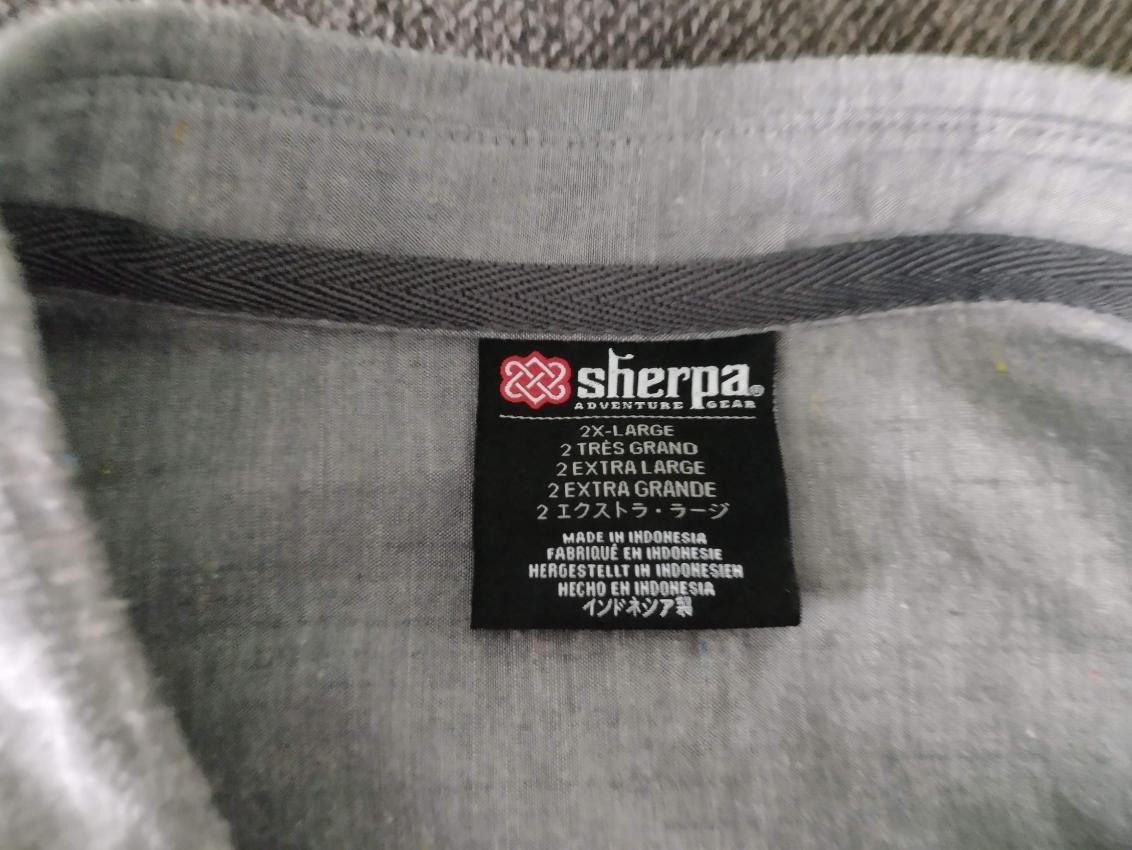 sherpa®
ADVENTURE GEAR
2X-LARGE
2 TRÈS GRAND
2 EXTRA LARGE
2 EXTRA GRANDE
2 エクストラ・ラージ
MADE IN INDONESIA
FABRIQUÉ EN INDONESIE
HERGESTELLT IN INDONESIEN
HECHO EN INDONESIA
インドネシア製